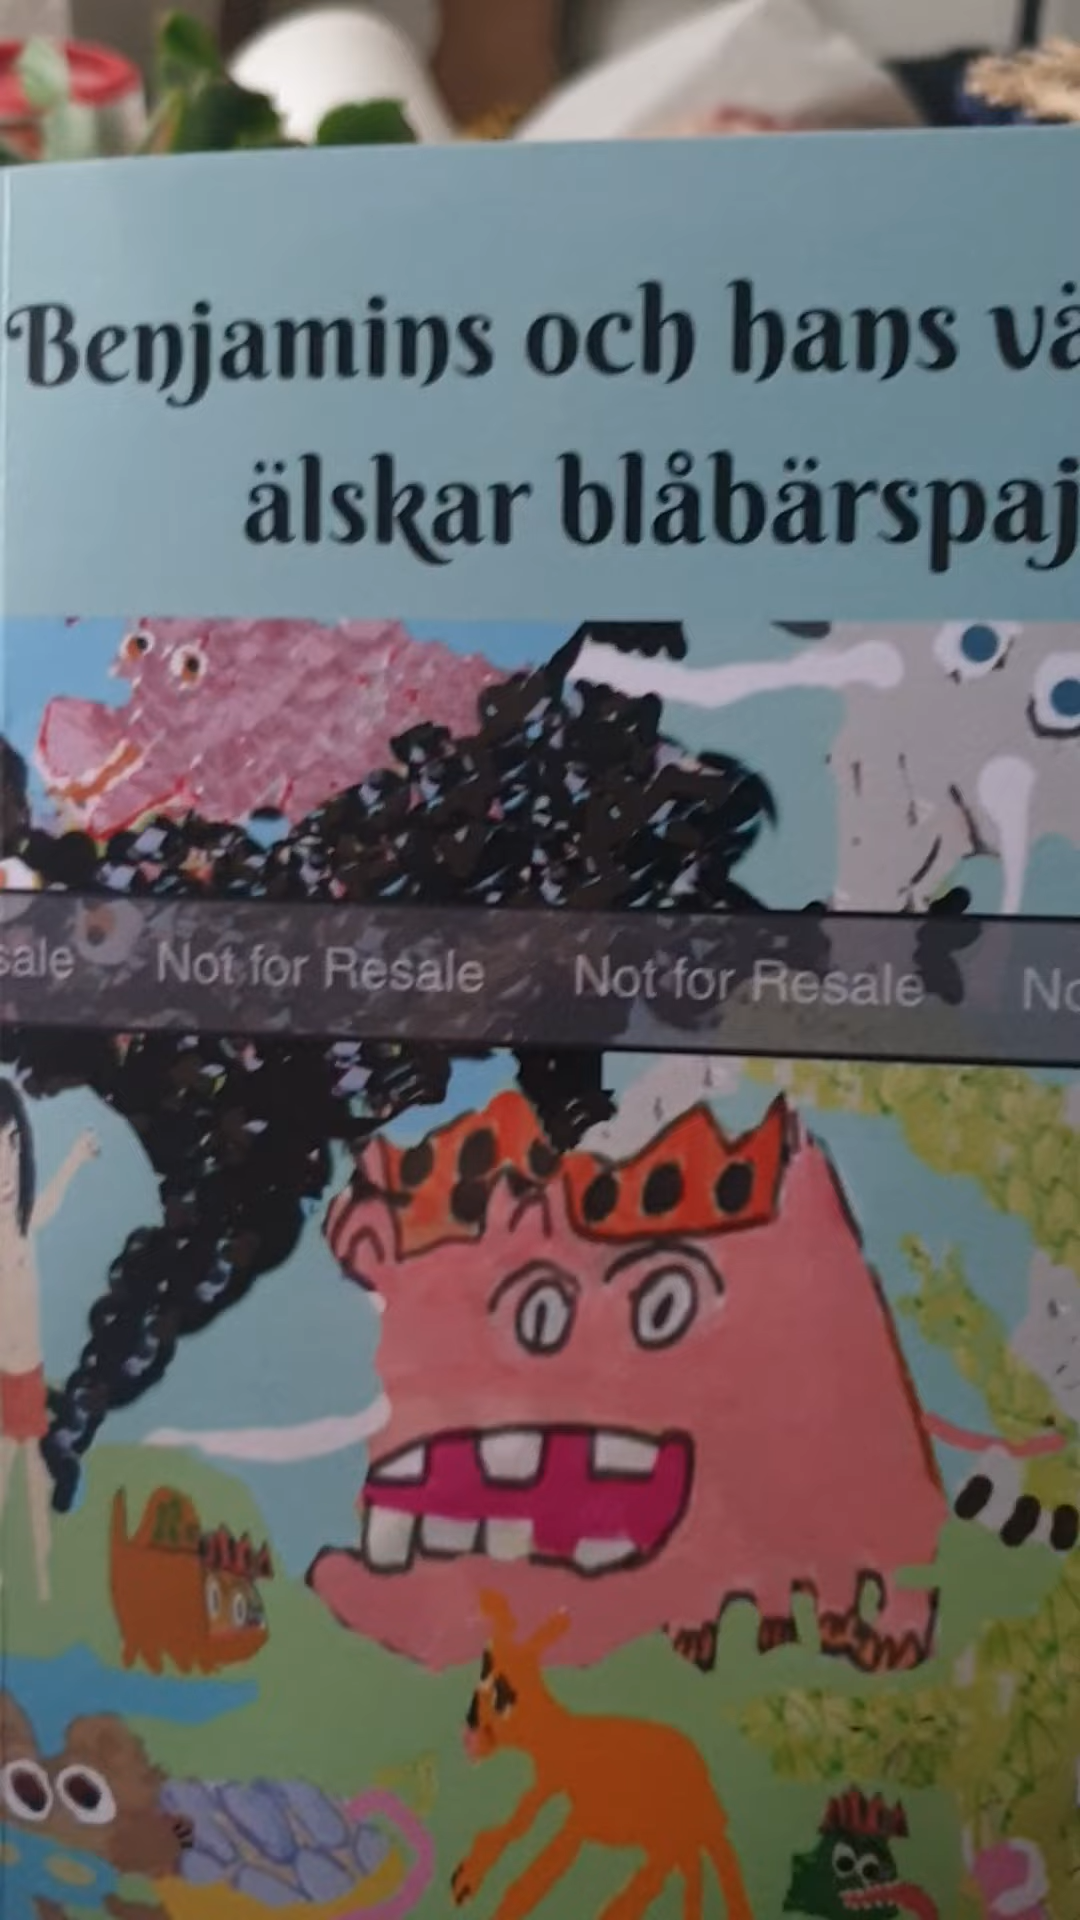 Benjamins och hans
älskar blåbärspaj
Not for Resale Not for Resale